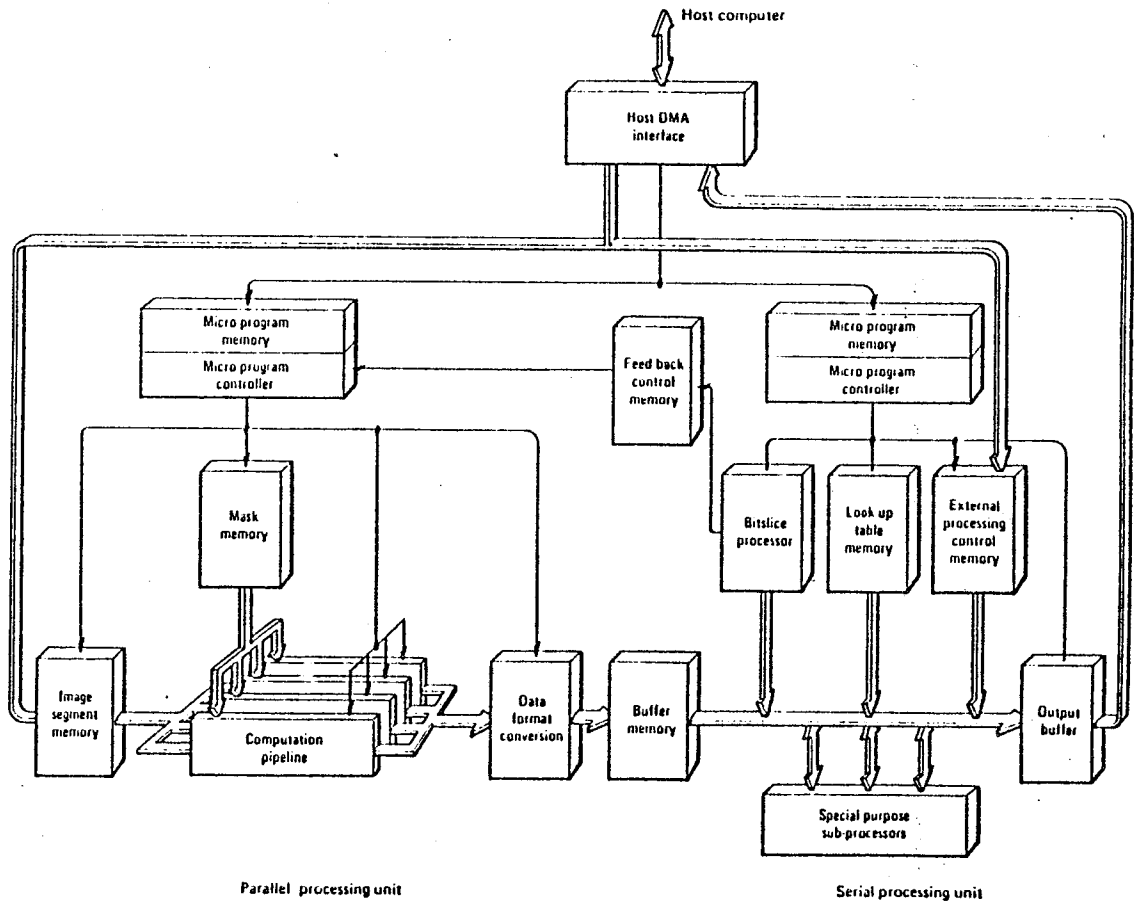 Host computer
Host DMA
interface
Micro program
memory
Micro program
controller
Feed back
control
memory
Micro program
memory
Micro program
controller
Mask
memory
Bitslice
processor
Look up
table
memory
External
processing
control
memory
Image
segment
memory
Computation
pipeline
Data
format
conversion
Buffer
memory
Output
buffer
Special purpose
sub-processors
Parallel processing unit
Serial processing unit